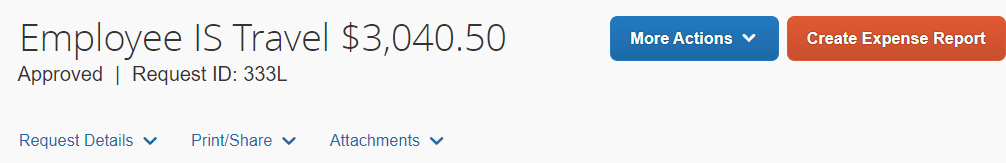 Employee IS Travel $3,040.50
More Actions
Create Expense Report
Approved | Request ID: 333L
Request Details
Print/Share
Attachments